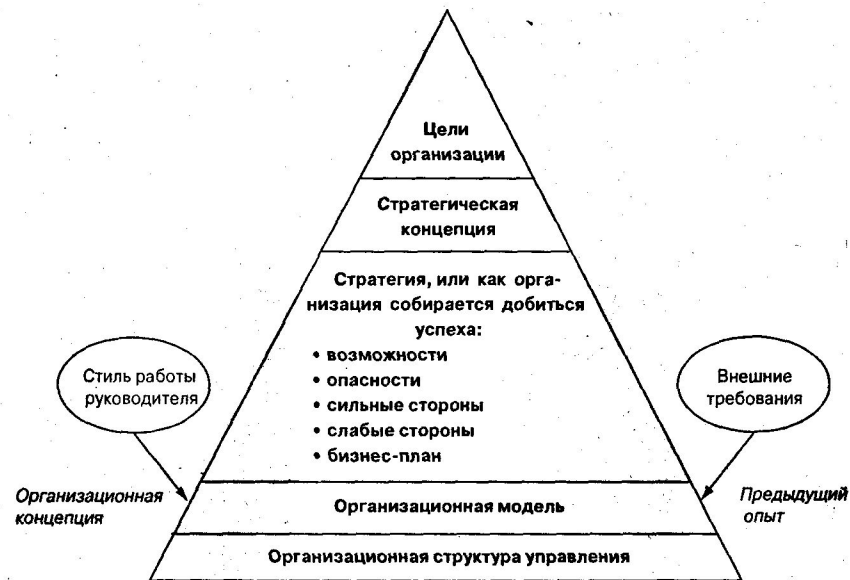 Цели
организации
Стратегическая
концепция
Стратегия, или как орга-
низация собирается добиться
успеха:
• возможности
• опасности
• сильные стороны
• слабые стороны
• бизнес-план
Стиль работы
руководителя
Внешние
требования
Организационная
концепция
Организационная модель
Предыдущий
опыт
Организационная структура управления